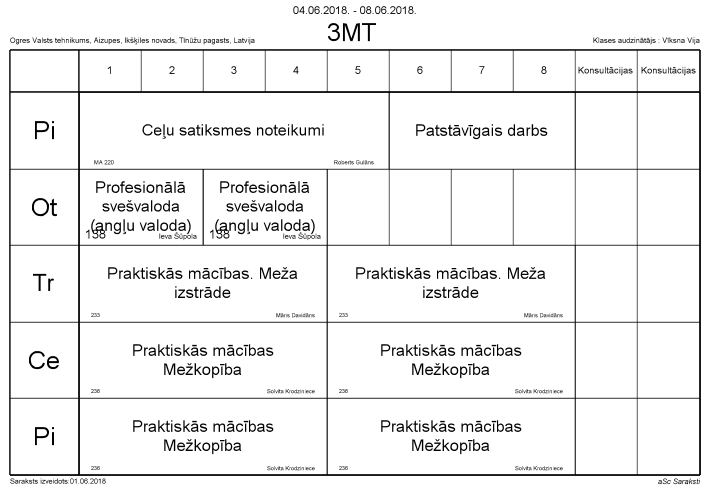 04.06.2018. - 08.06.2018.
3MT
Ogres Valsts tehnikums, Aizupes, Ikšķiles novads, Tīnūžu pagasts, Latvija
Klases audzinātājs : Vīksna Vija
1 2 3 4 5 6 7 8 Konsultācijas Konsultācijas
Pi
Ceļu satiksmes noteikumi
MA 220 Roberts Gulāns
Patstāvīgais darbs
Ot
Profesionālā
svešvaloda
(angļu valoda)
138 Ieva Šūpola
Profesionālā
svešvaloda
(angļu valoda)
138 Ieva Šūpola
Tr
Praktiskās mācības. Meža
izstrāde
233 Māris Davidāns
Praktiskās mācības. Meža
izstrāde
233 Māris Davidāns
Ce
Praktiskās mācības
Mežkopība
236 Solvita Krodziniece
Praktiskās mācības
Mežkopība
236 Solvita Krodziniece
Pi
Praktiskās mācības
Mežkopība
236 Solvita Krodziniece
Praktiskās mācības
Mežkopība
236 Solvita Krodziniece
Saraksts izveidots:01.06.2018
aSc Saraksti